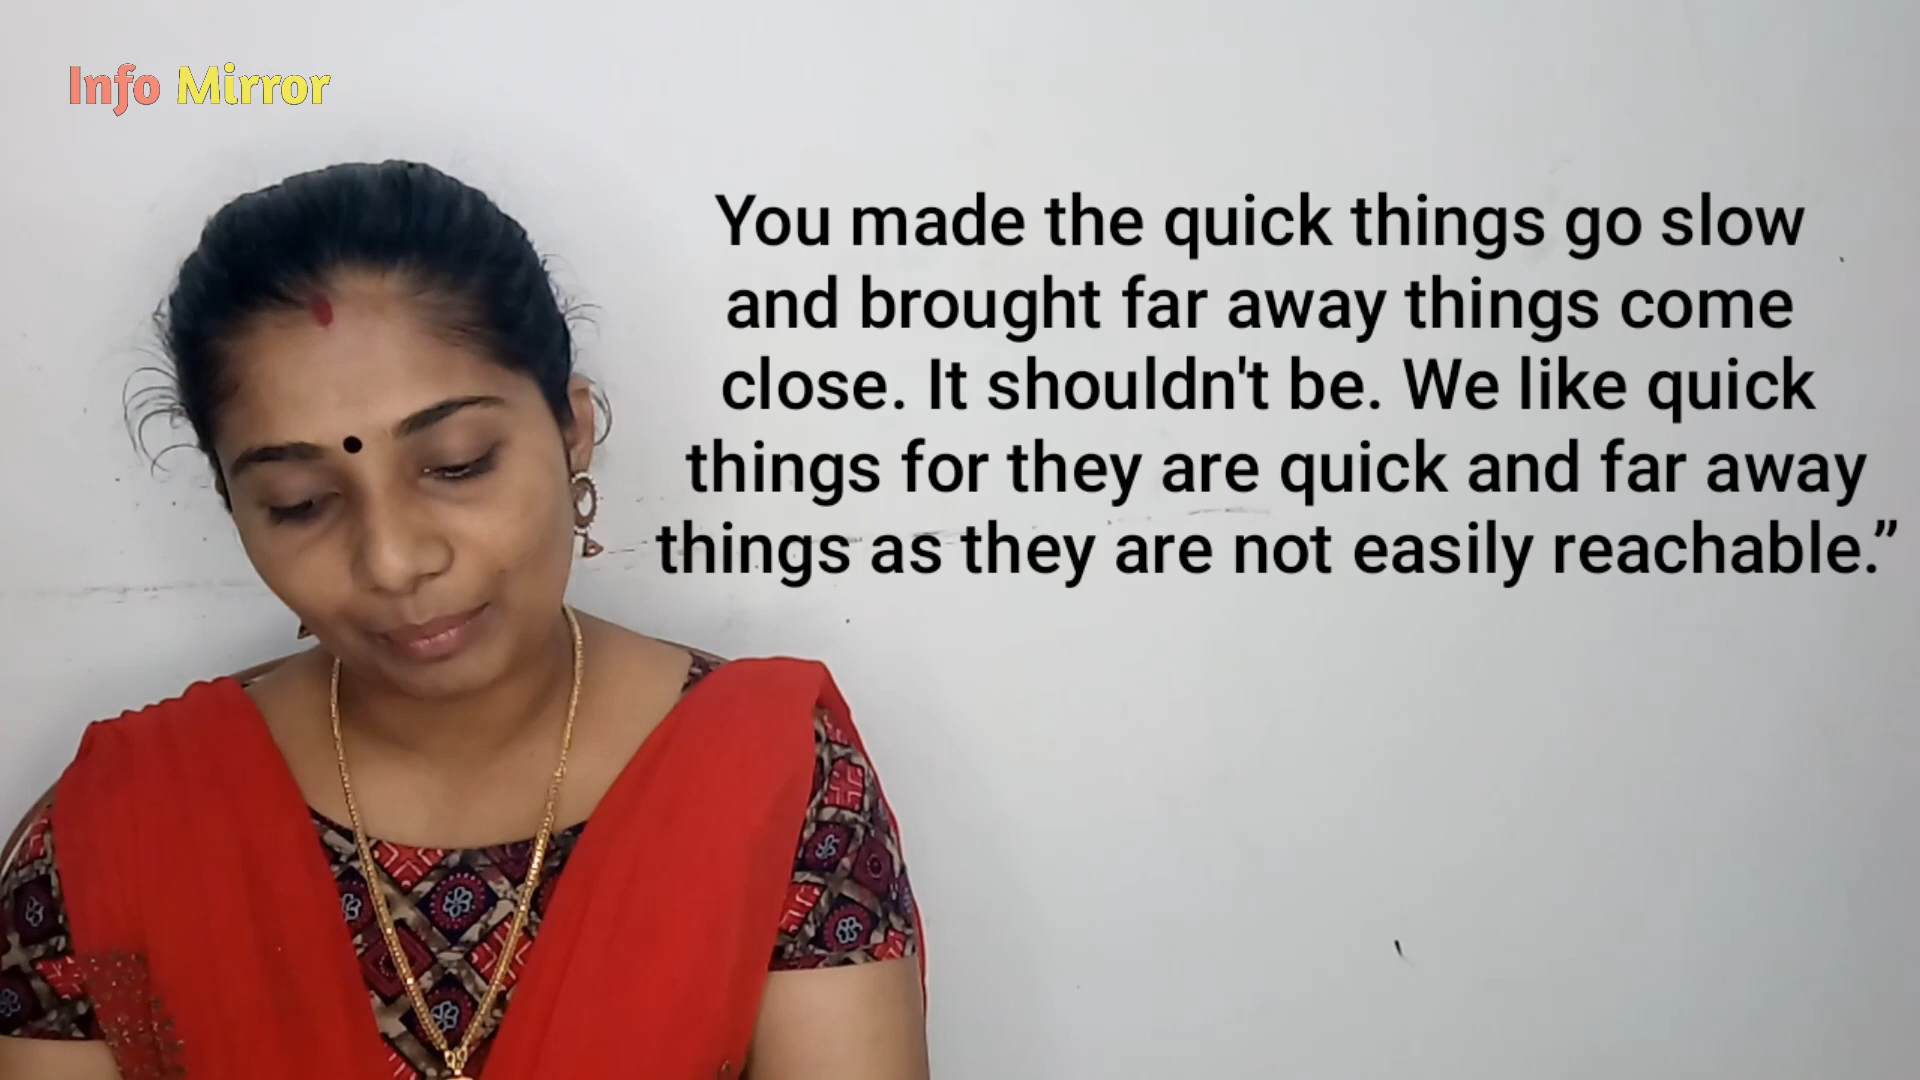 Info Mirror
You made the quick things go slow
and brought far away things come
close. It shouldn't be. We like quick
things for they are quick and far away
things as they are not easily reachable.”